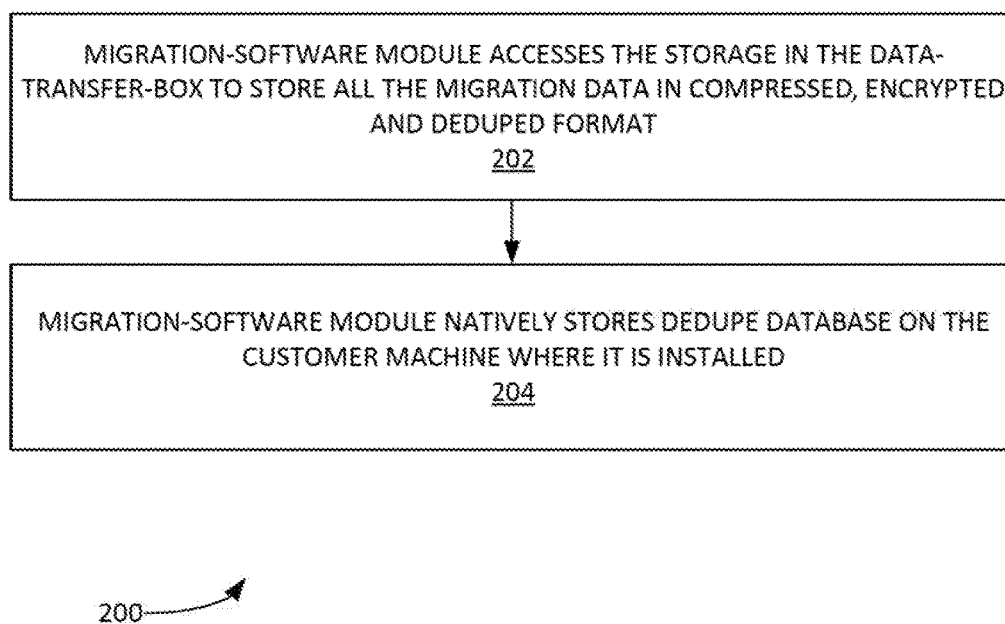 MIGRATION-SOFTWARE MODULE ACCESSES THE STORAGE IN THE DATA-
TRANSFER-BOX TO STORE ALL THE MIGRATION DATA IN COMPRESSED, ENCRYPTED
AND DEDUPED FORMAT
202
MIGRATION-SOFTWARE MODULE NATIVELY STORES DEDUPE DATABASE ON THE
CUSTOMER MACHINE WHERE IT IS INSTALLED
204
200